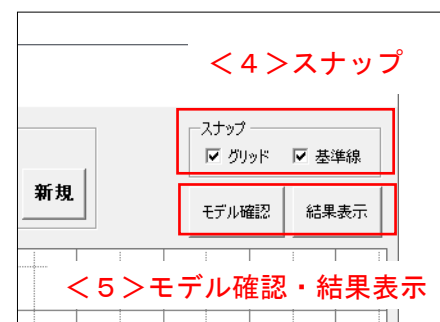 <4>スナップ
スナップ
グリッド 基準線
新規
モデル確認 結果表示
<5>モデル確認・結果表示